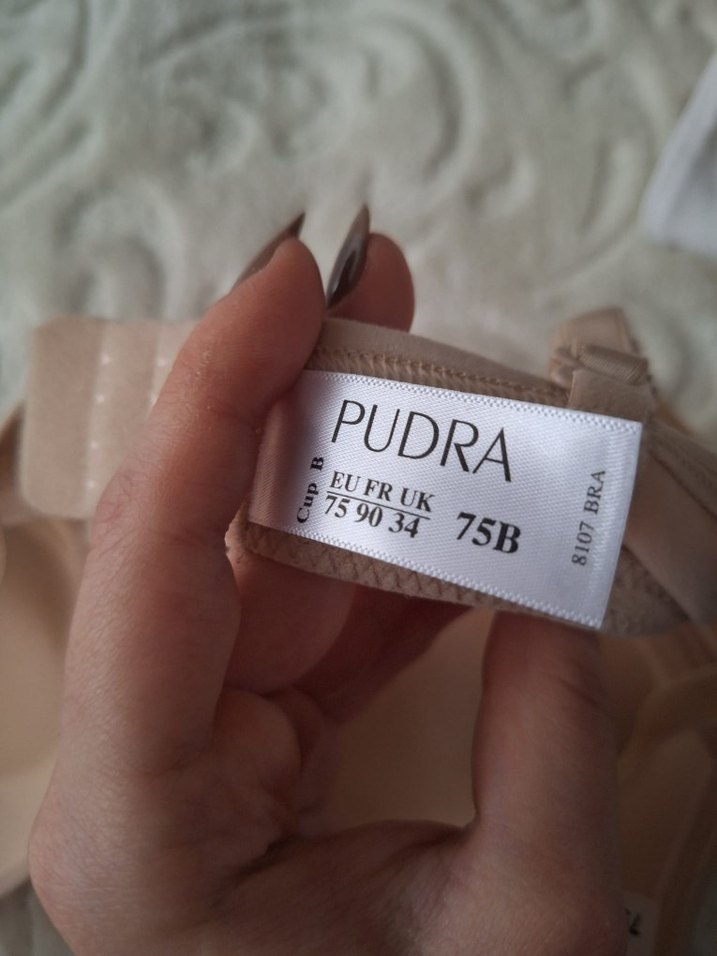 PUDRA
Cup B
EU FR UK
75 90 34
75B
8107 BRA